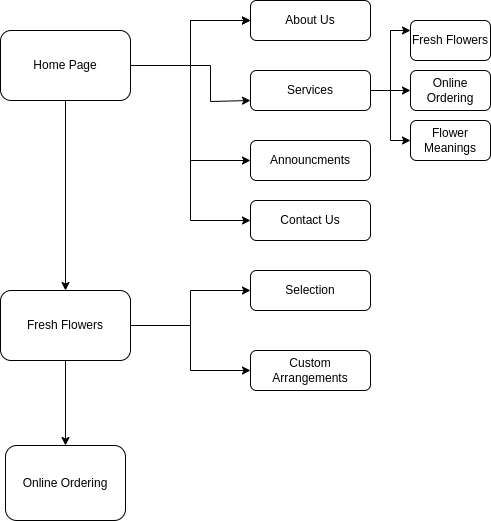 About Us
Home Page
Fresh Flowers
Services
Online
Ordering
Flower
Meanings
Announcments
Contact Us
Fresh Flowers
Selection
Custom
Arrangements
Online Ordering